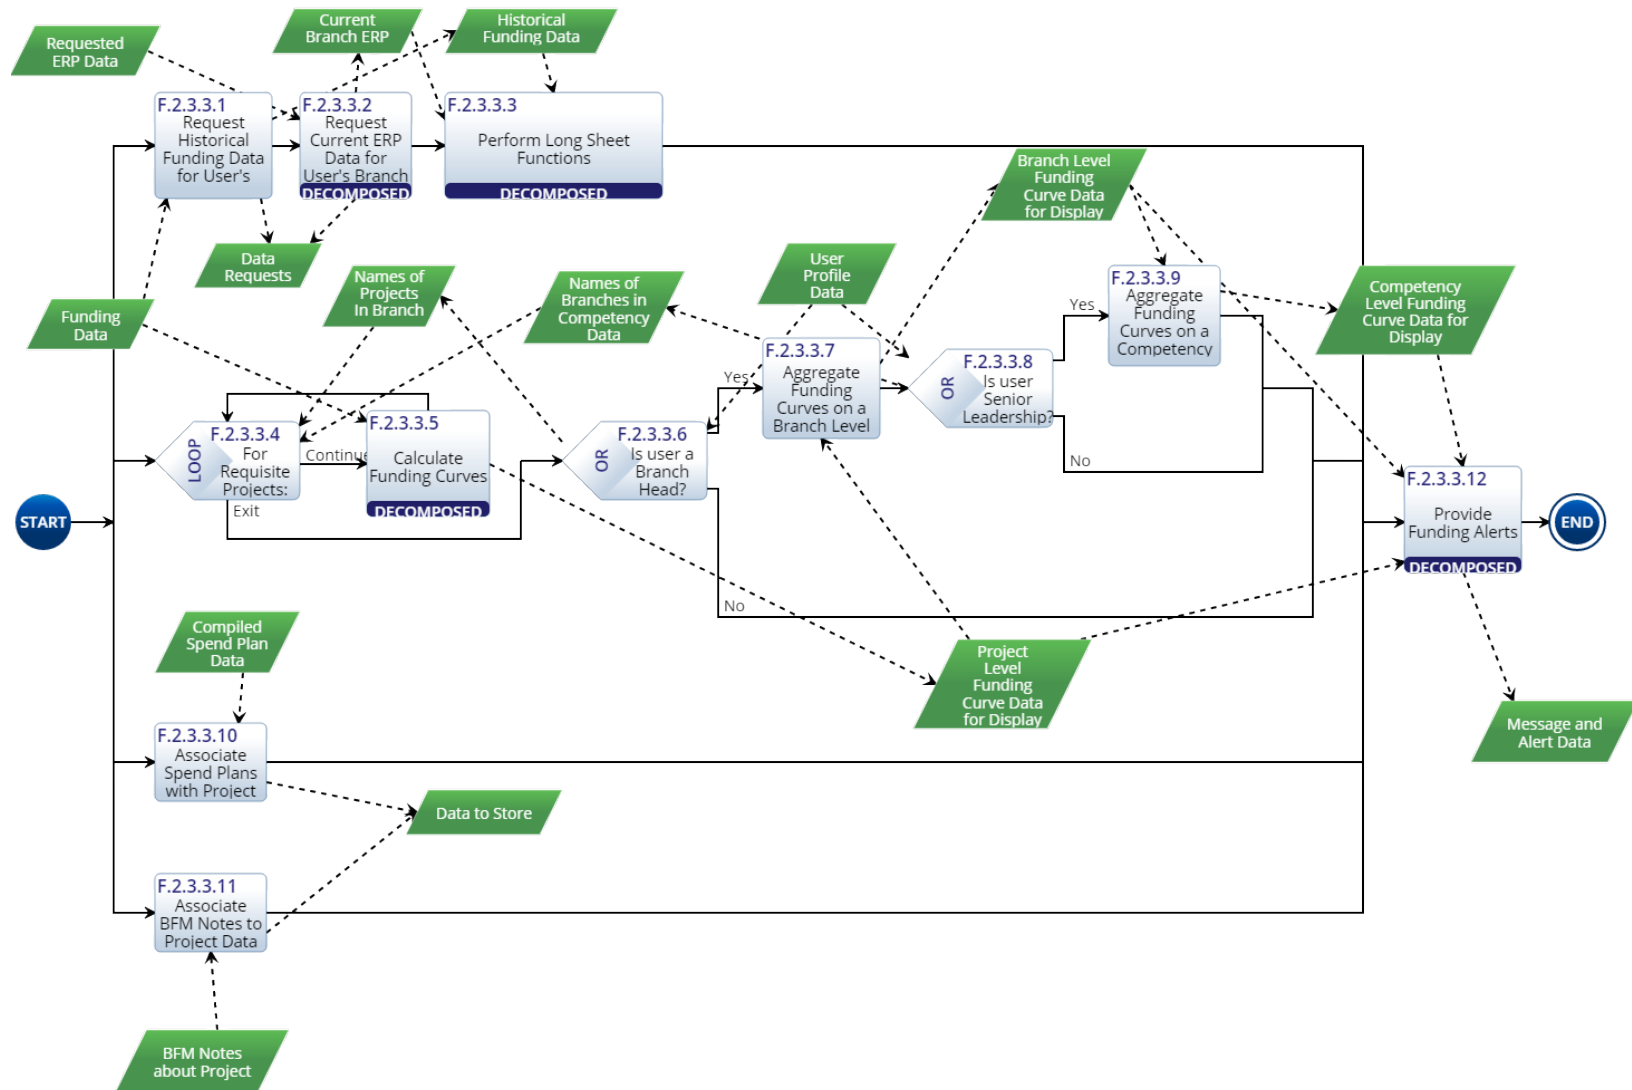 Current
Branch ERP
Historical
Funding Data
Requested
ERP Data
F.2.3.3.1
Request
Historical
Funding Data
for User's
F.2.3.3.2
Request
Current ERP
Data for
User's Branch
DECOMPOSED
F.2.3.3.3
Perform Long Sheet
Functions
DECOMPOSED
Branch Level
Funding
Curve Data
for Display
Data
Requests
Names of
Projects
In Branch
Names of
Branches in
Competency
Data
User
Profile
Data
F.2.3.3.9
Aggregate
Funding
Curves on a
Competency
Competency
Level Funding
Curve Data for
Display
Funding
Data
Yes
F.2.3.3.7
Aggregate
Funding
Curves on a
Branch Level
OR
F.2.3.3.8
Is user
Senior
Leadership?
Yes
No
LOOP
F.2.3.3.4
For
Requisite
Projects:
Continue
Exit
F.2.3.3.5
Calculate
Funding Curves
DECOMPOSED
OR
F.2.3.3.6
Is user a
Branch
Head?
No
START
F.2.3.3.12
Provide
Funding Alerts
DECOMPOSED
END
Compiled
Spend Plan
Data
Project
Level
Funding
Curve Data
for Display
Message and
Alert Data
F.2.3.3.10
Associate
Spend Plans
with Project
Data to Store
F.2.3.3.11
Associate
BFM Notes to
Project Data
BFM Notes
about Project